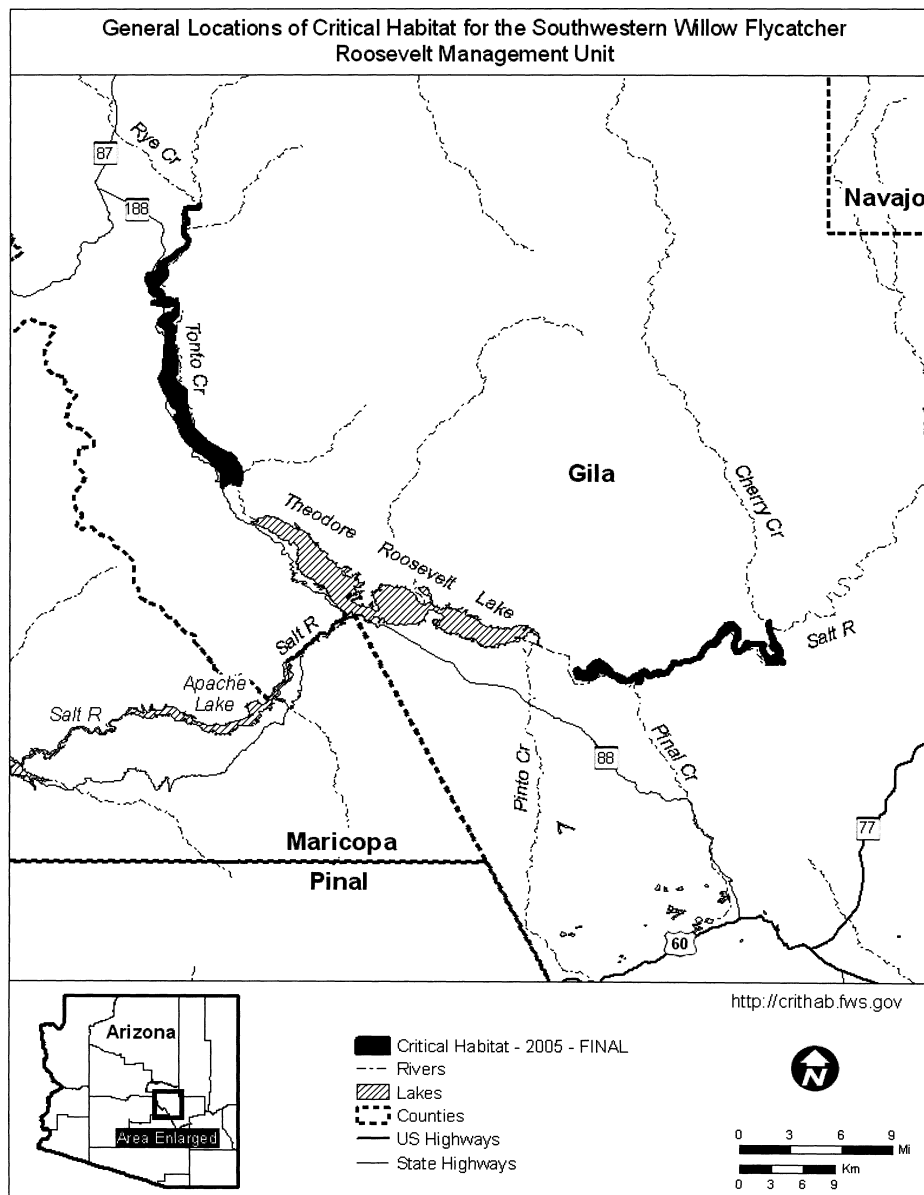 General Locations of Critical Habitat for the Southwestern Willow Flycatcher
Roosevelt Management Unit
Rye Cr
87
188
Navajo
Tonto Cr
Gila
Cherry Cr
Theodore
Roosevelt
Lake
Salt R
Salt R
Apache
Lake
Salt R
Pinto Cr
Pinal Cr
88
77
Maricopa
Pinal
60
http://crithab.fws.gov
Arizona
Area Enlarged
Critical Habitat - 2005 - FINAL
Rivers
Lakes
Counties
US Highways
State Highways
N
0 3 6 9
Mi
Km
0 3 6 9